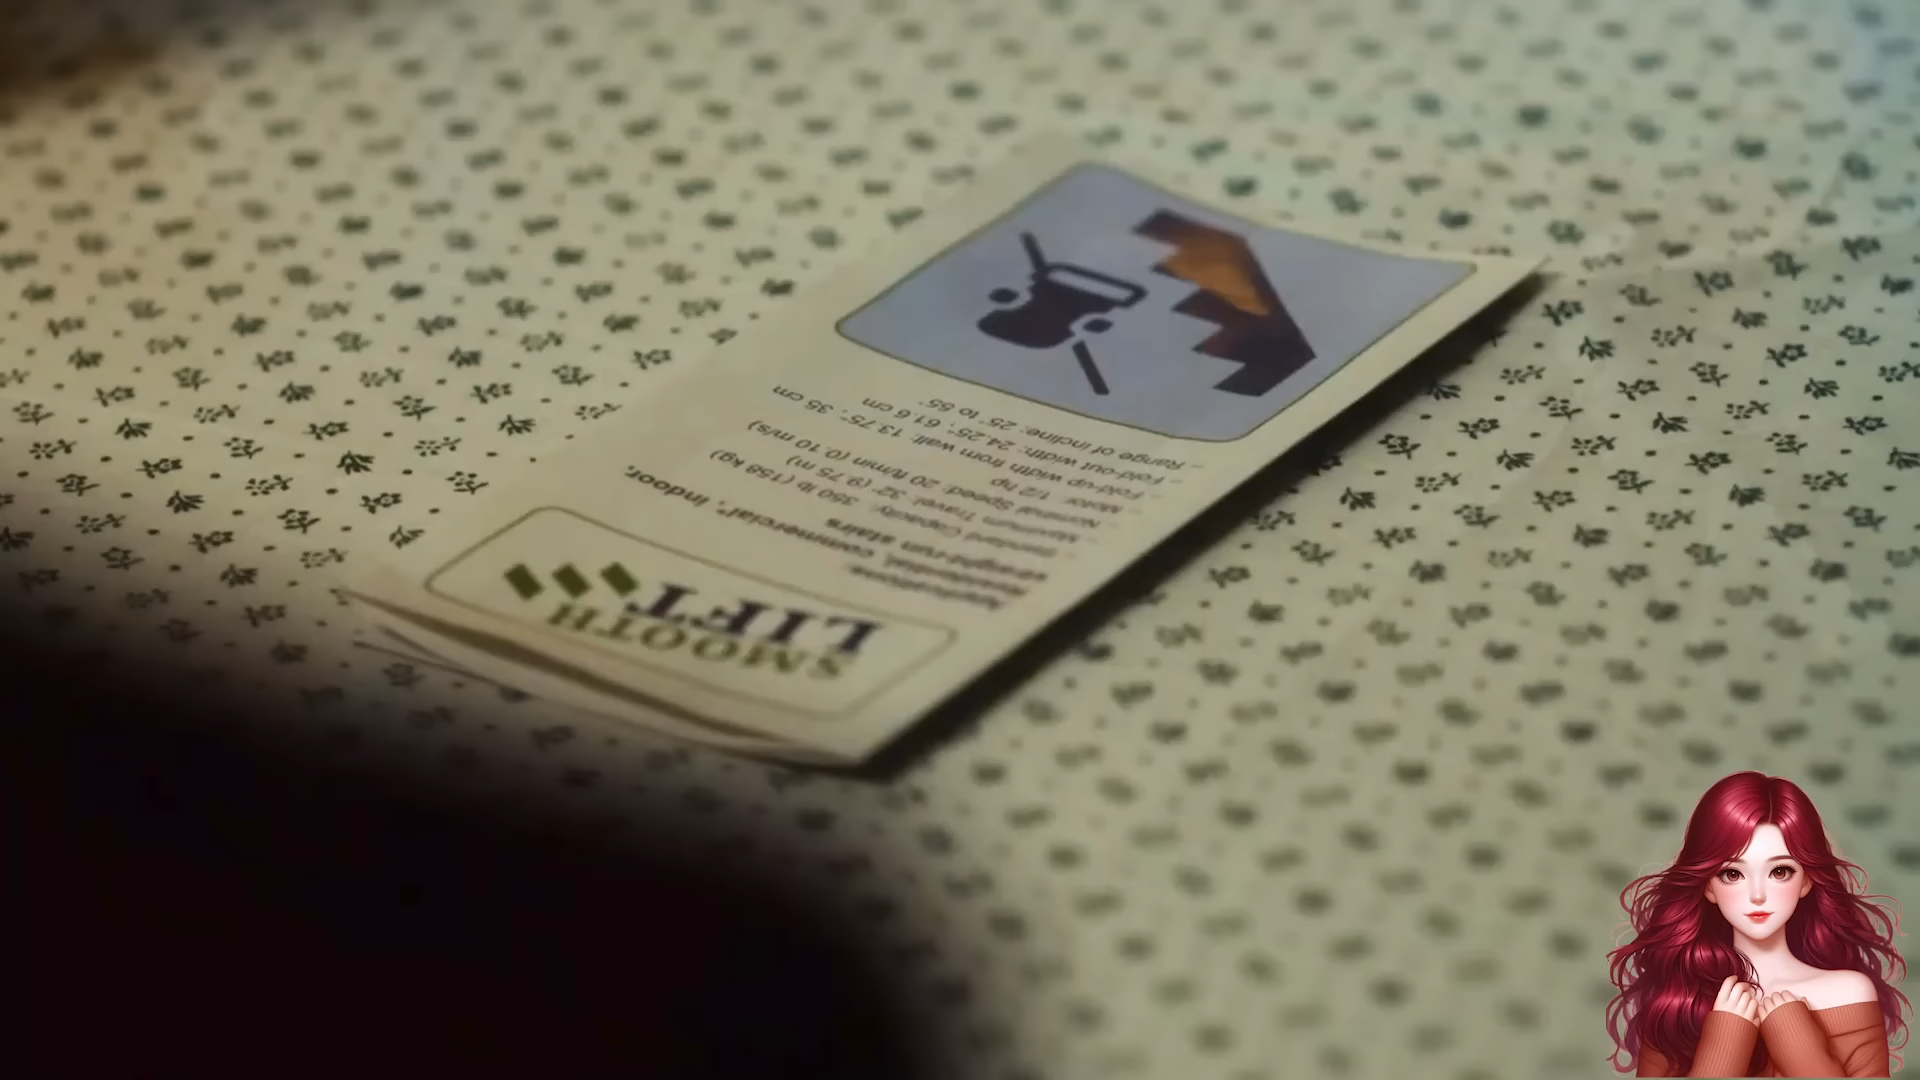 SMOOTH
LIFT
Applications:
Residential, commercial*, indoor,
straight-run stairs
- Standard Capacity: 350 lb (158 kg)
- Maximum Travel: 32' (9.75 m)
- Nominal Speed: 20 ft/min (0.10 m/s)
- Motor: 1/2 hp
- Fold-up width from wall: 13.75", 35 cm
- Fold-out width: 24.25", 61.6 cm
- Range of incline: 25° to 55°